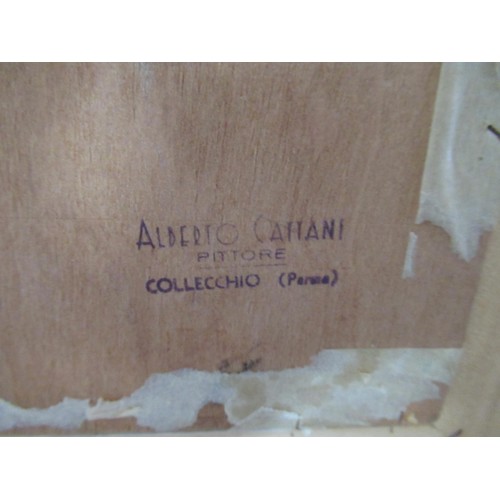 ALBERTO CATTANI
PITTORE
COLLECCHIO (Parma)